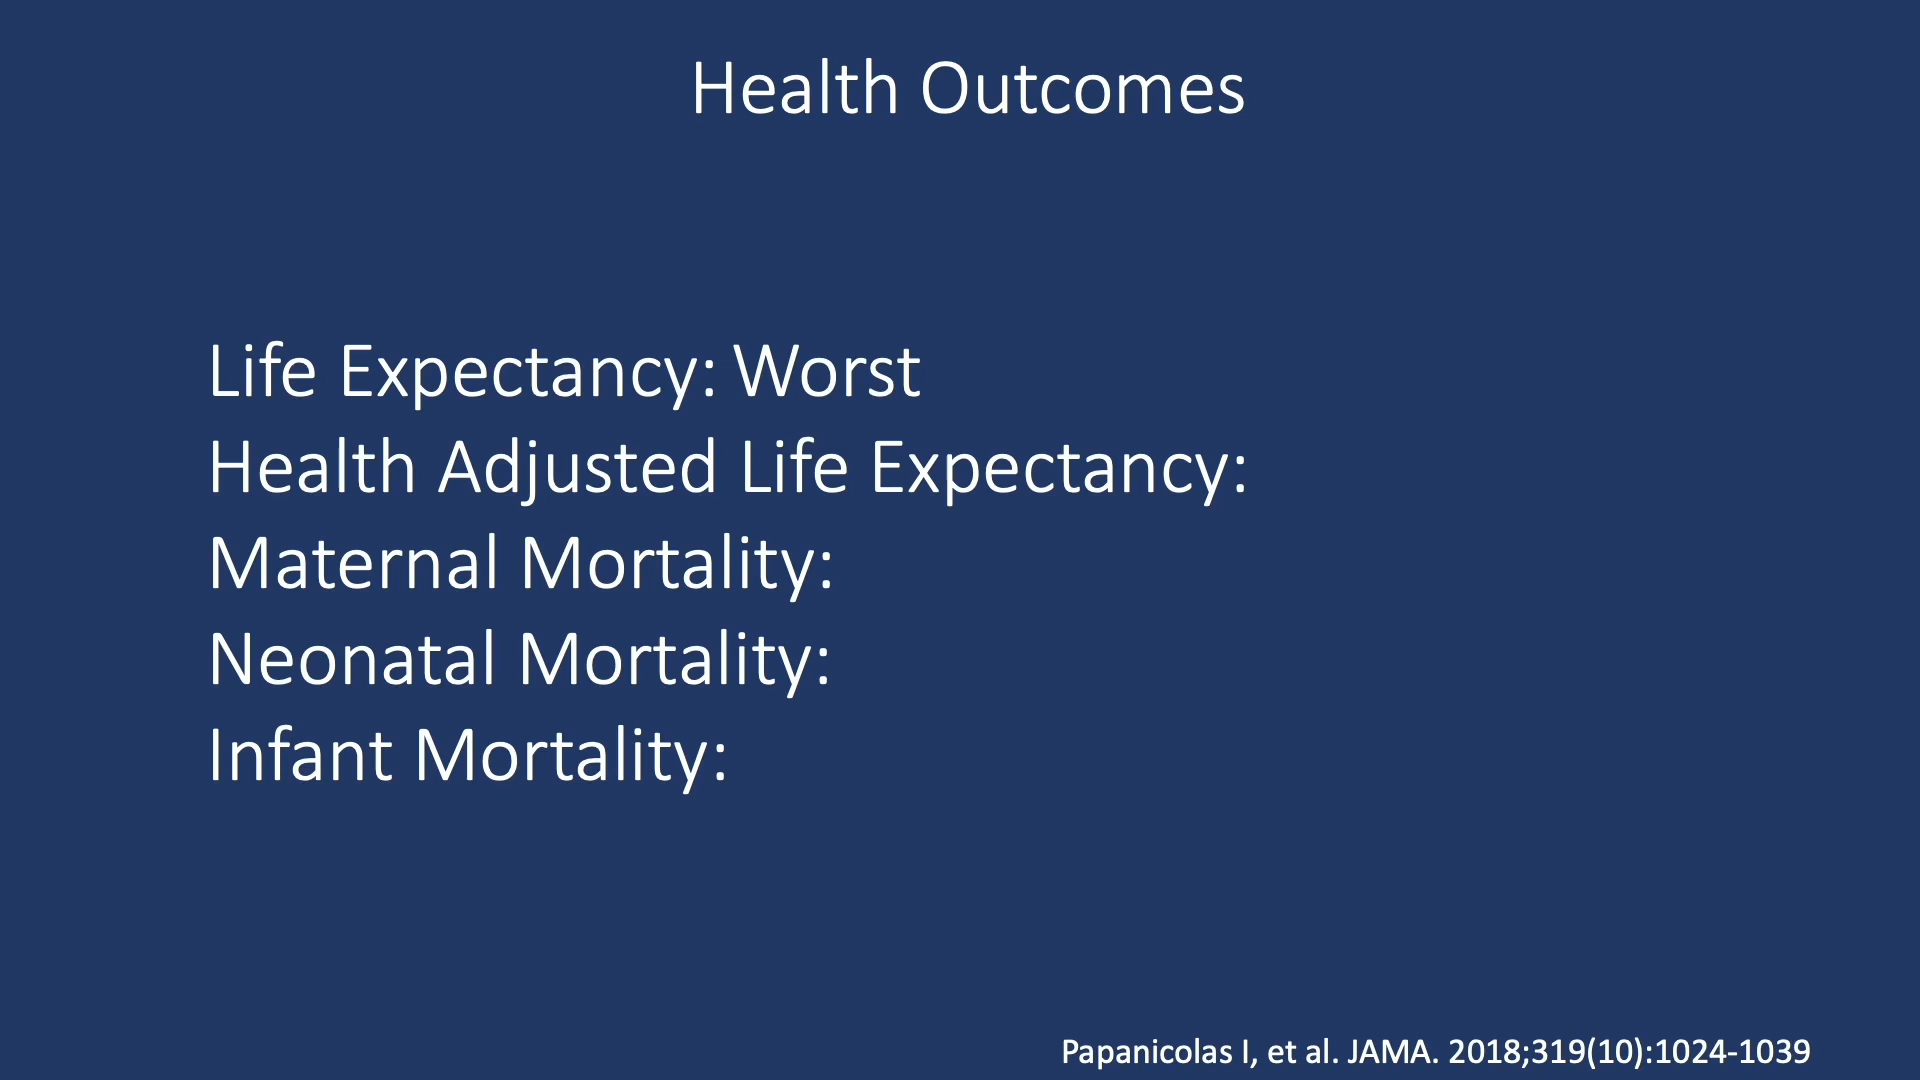 Health Outcomes
Life Expectancy: Worst
Health Adjusted Life Expectancy:
Maternal Mortality:
Neonatal Mortality:
Infant Mortality:
Papanicolas I, et al. JAMA. 2018;319(10):1024-1039